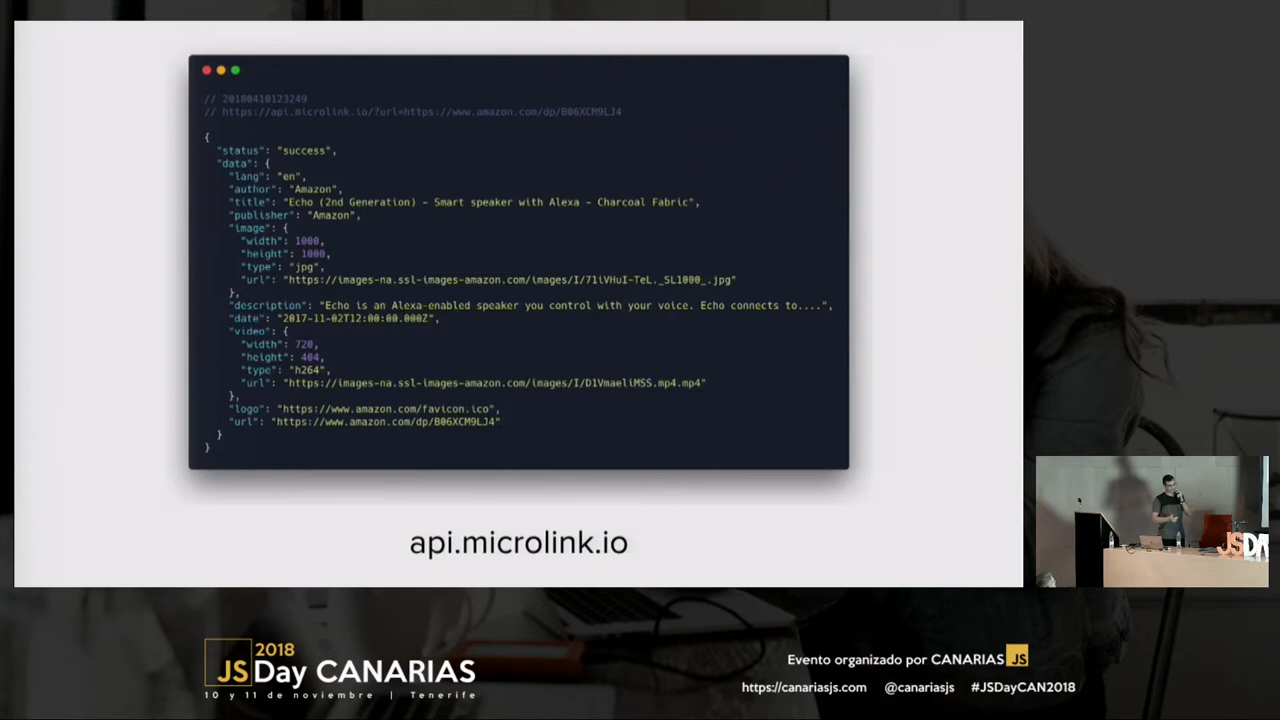 // 20180410123249
// https://api.microlink.io/?url=https://www.amazon.com/dp/B06XCM9LJ4
{
"status": "success",
"data": {
"lang": "en",
"author": "Amazon",
"title": "Echo (2nd Generation) – Smart speaker with Alexa – Charcoal Fabric",
"publisher": "Amazon",
"image": {
"width": 1000,
"height": 1000,
"type": "jpg",
"url": "https://images-na.ssl-images-amazon.com/images/I/71iVHuI-TeL._SL1000_.jpg"
},
"description": "Echo is an Alexa-enabled speaker you control with your voice. Echo connects to....",
"date": "2017-11-02T12:00:00.000Z",
"video": {
"width": 720,
"height": 404,
"type": "h264",
"url": "https://images-na.ssl-images-amazon.com/images/I/D1VmaeliMSS.mp4.mp4"
},
"logo": "https://www.amazon.com/favicon.ico",
"url": "https://www.amazon.com/dp/B06XCM9LJ4"
}
}
api.microlink.io
JSDA
2018
JSDay CANARIAS
10 y 11 de noviembre | Tenerife
Evento organizado por CANARIAS JS
https://canariasjs.com @canariasjs #JSDayCAN2018